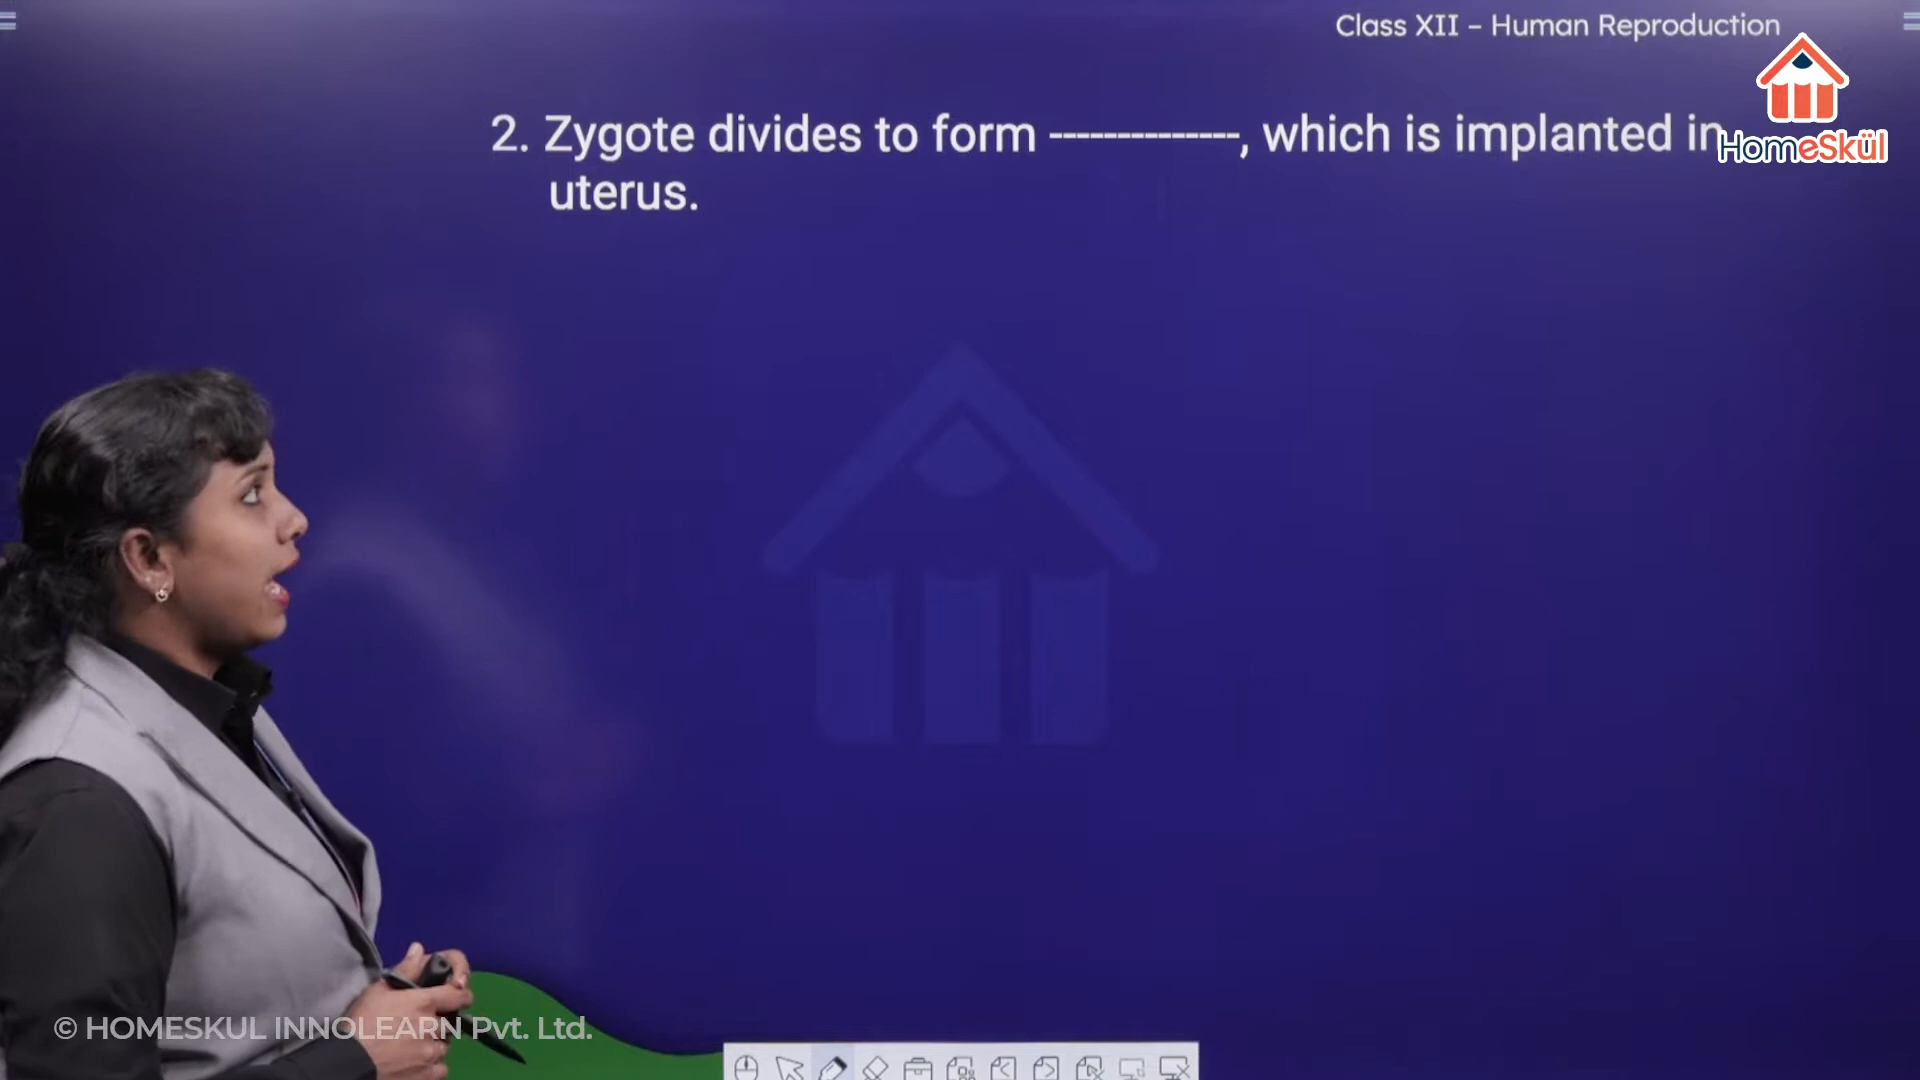 Class XII – Human Reproduction
HomeSkül
2. Zygote divides to form --------------, which is implanted in
uterus.
© HOMESKUL INNOLEARN Pvt. Ltd.